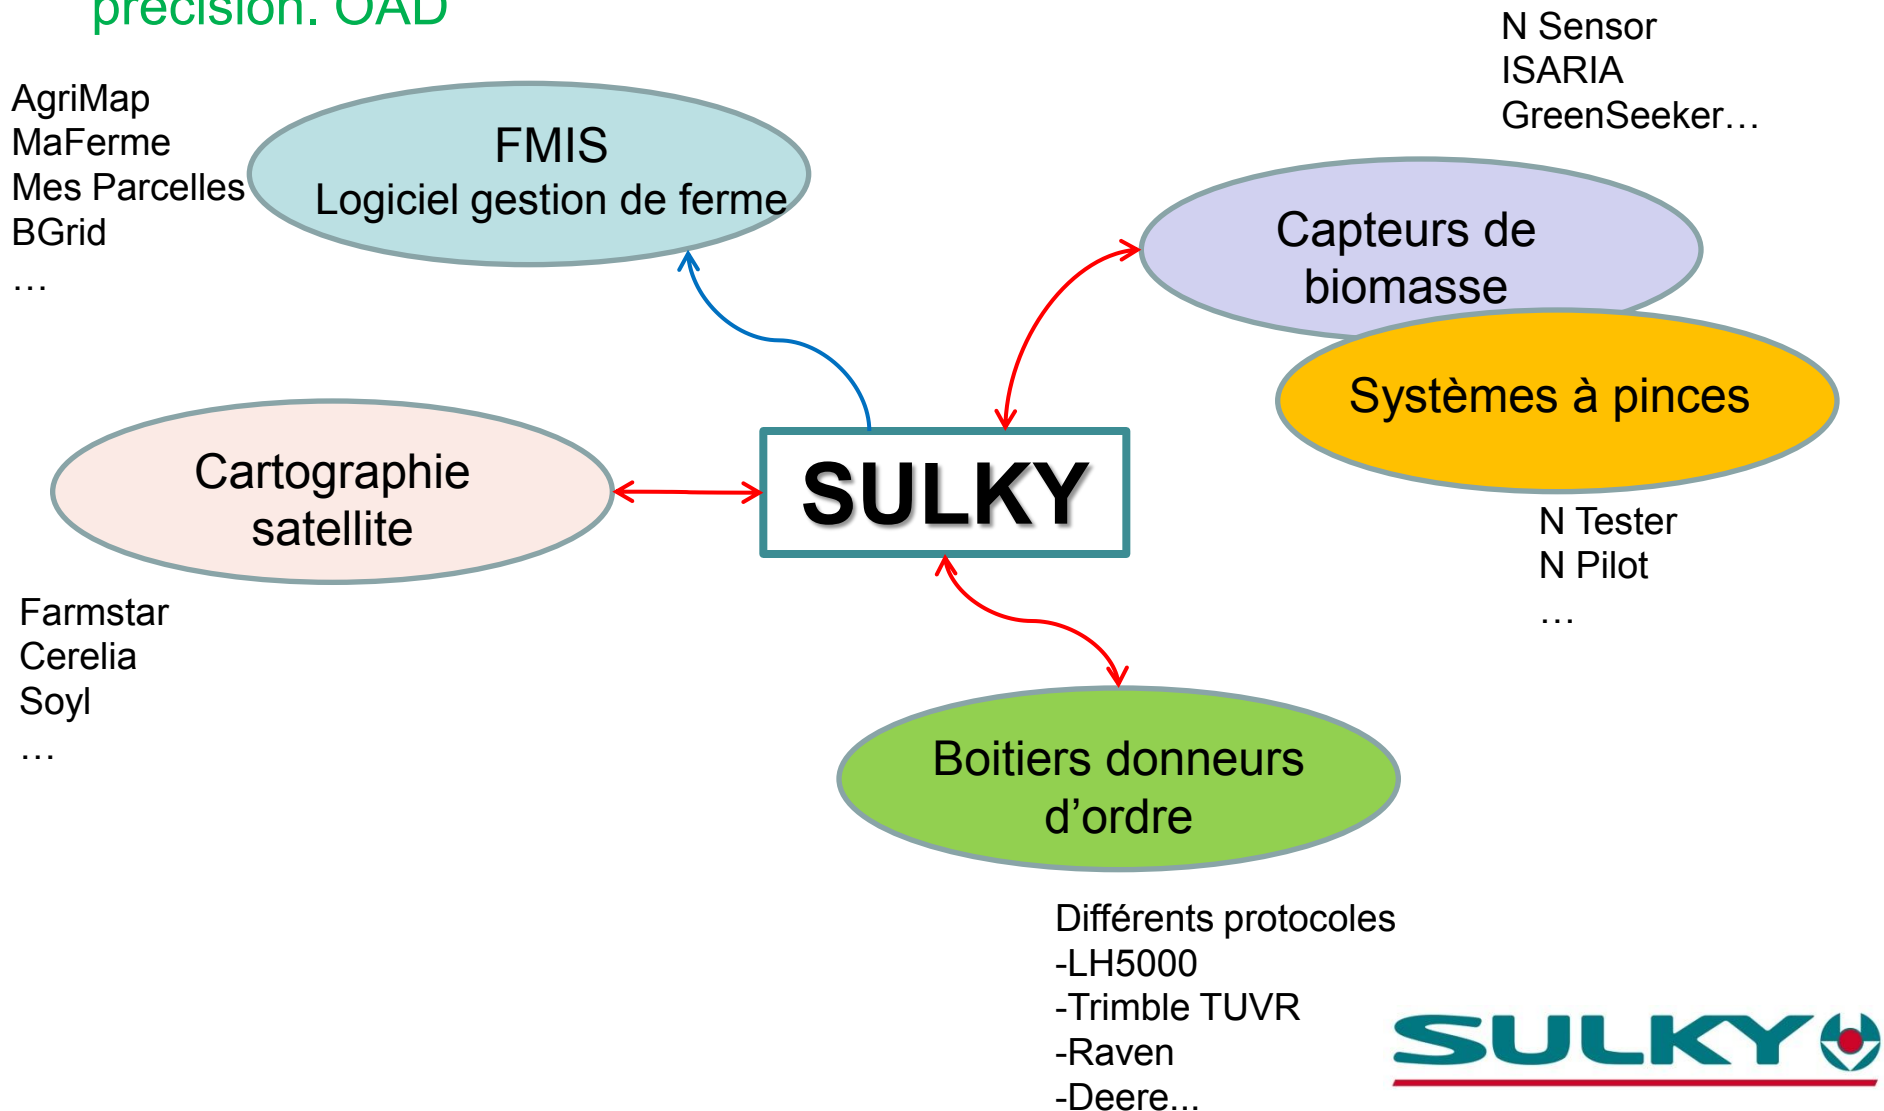 précision. OAD
AgriMap
MaFerme
Mes Parcelles
BGrid
…
FMIS
Logiciel gestion de ferme
N Sensor
ISARIA
GreenSeeker…
Capteurs de
biomasse
Systèmes à pinces
N Tester
N Pilot
…
Cartographie
satellite
Farmstar
Cerelia
Soyl
…
SULKY
Boitiers donneurs
d’ordre
Différents protocoles
-LH5000
-Trimble TUVR
-Raven
-Deere...
SULKY